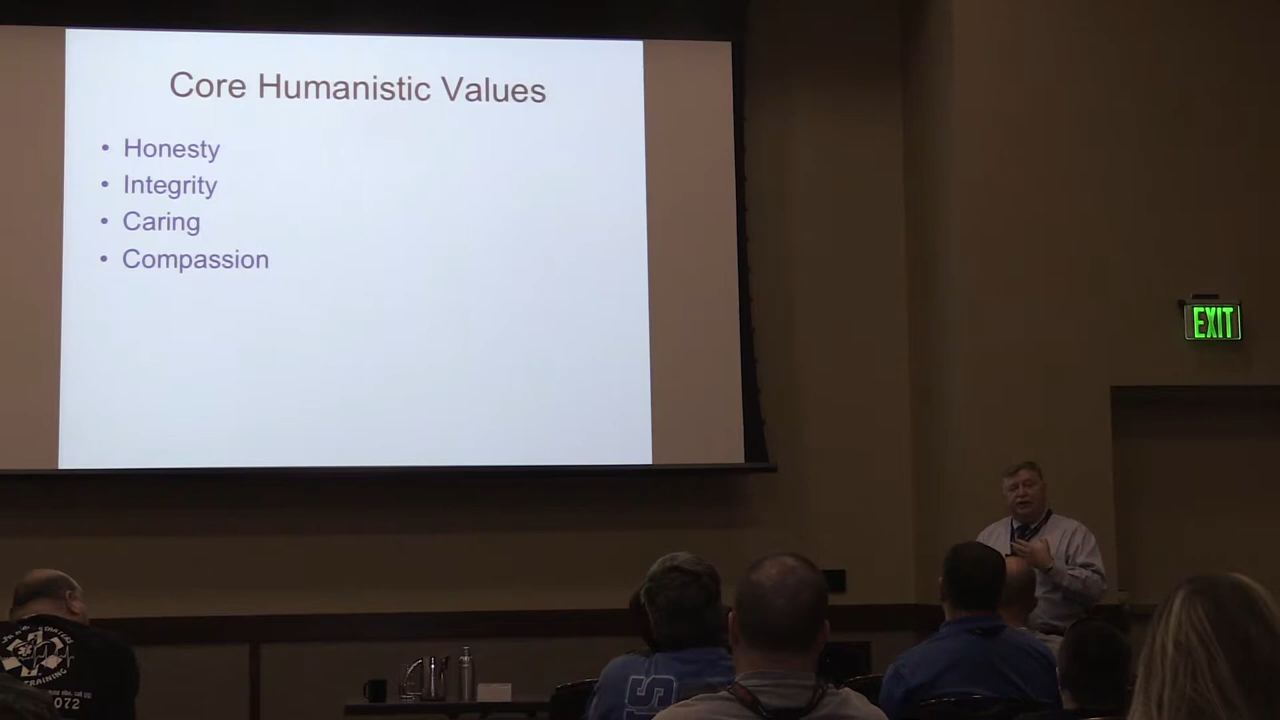 Core Humanistic Values
• Honesty
• Integrity
• Caring
• Compassion
EXIT
TRAINING
072